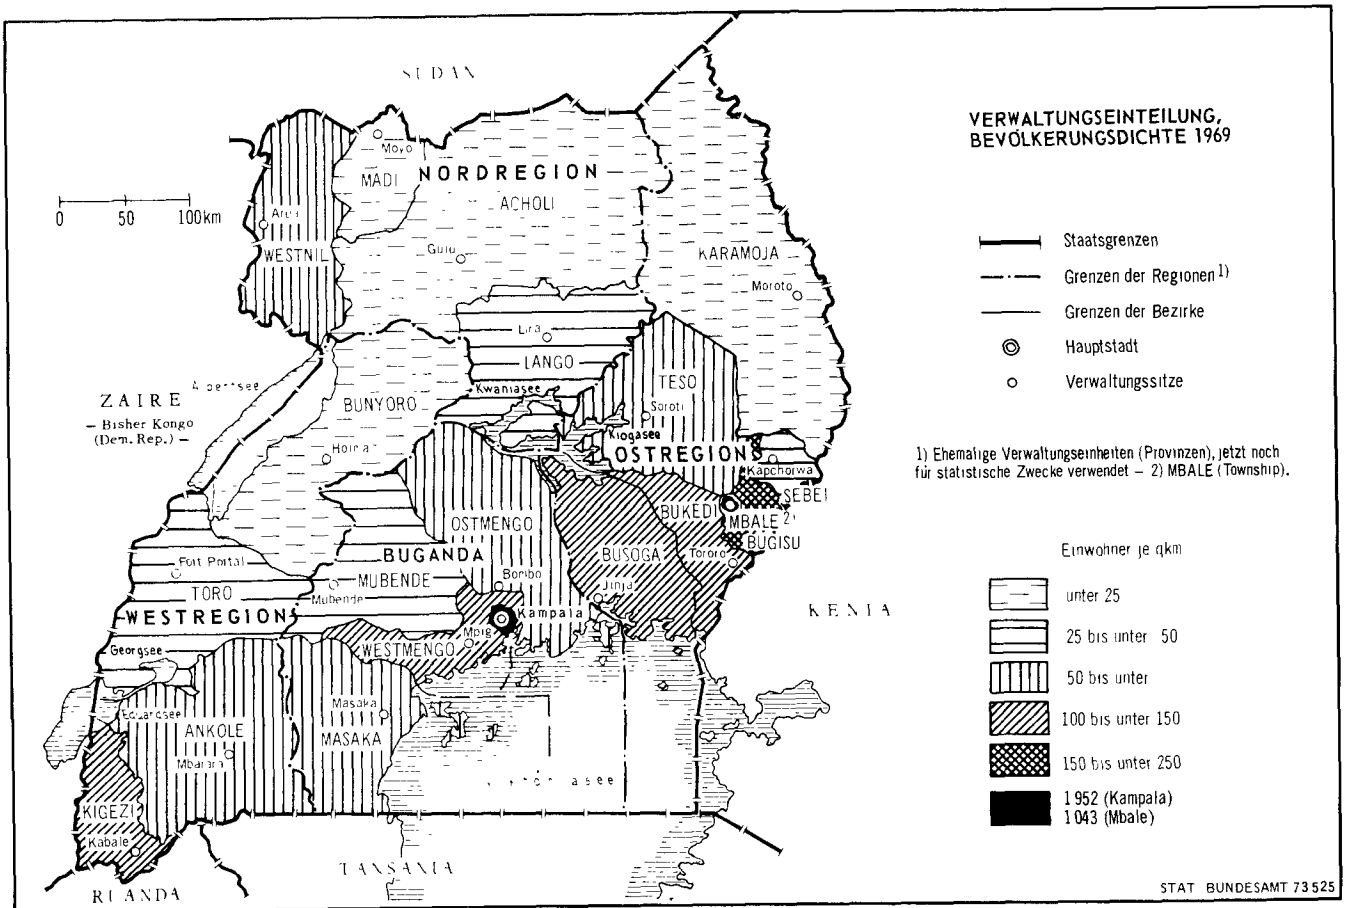 SUDAN
VERWALTUNGSEINTEILUNG,
BEVÖLKERUNGSDICHTE 1969
Moyo
MADI
NORDREGION
ACHOLI
0 50 100km
Arua
WESTNIL
Gulu
KARAMOJA
Moroto
Staatsgrenzen
Grenzen der Regionen 1)
Grenzen der Bezirke
Hauptstadt
Verwaltungssitze
Lira
LANGO
TESO
Kwaniasee
ZAIRE
– Bisher Kongo
(Dem. Rep.) –
BUNYORO
Soroti
Kiogasee
OSTREGION
Kapchorwa
1) Ehemalige Verwaltungseinheiten (Provinzen), jetzt noch
für statistische Zwecke verwendet – 2) MBALE (Township).
SEBEI
BUKEDI
MBALE 2)
BUGISU
OSTMENGO
BUGANDA
BUSOGA
Tororo
Fort Portal
MUBENDE
Mubende
Bombo
Jinja
TORO
WESTREGION
Kampala
KENIA
Mpig
WESTMENGO
Georgsee
Einwohner je qkm
unter 25
25 bis unter 50
50 bis unter
100 bis unter 150
150 bis unter 250
1952 (Kampala)
1043 (Mbale)
Eduardsee
ANKOLE
Mbarara
Masaka
MASAKA
KIGEZI
Kabale
TANSANIA
RUANDA
STAT BUNDESAMT 73 525